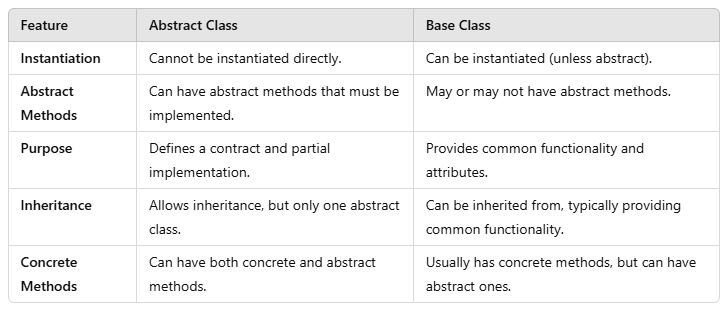 Feature Abstract Class Base Class
Instantiation Cannot be instantiated directly. Can be instantiated (unless abstract).
Abstract Can have abstract methods that must be May or may not have abstract methods.
Methods implemented.
Purpose Defines a contract and partial Provides common functionality and
implementation. attributes.
Inheritance Allows inheritance, but only one abstract Can be inherited from, typically providing
class. common functionality.
Concrete Can have both concrete and abstract Usually has concrete methods, but can have
Methods methods. abstract ones.